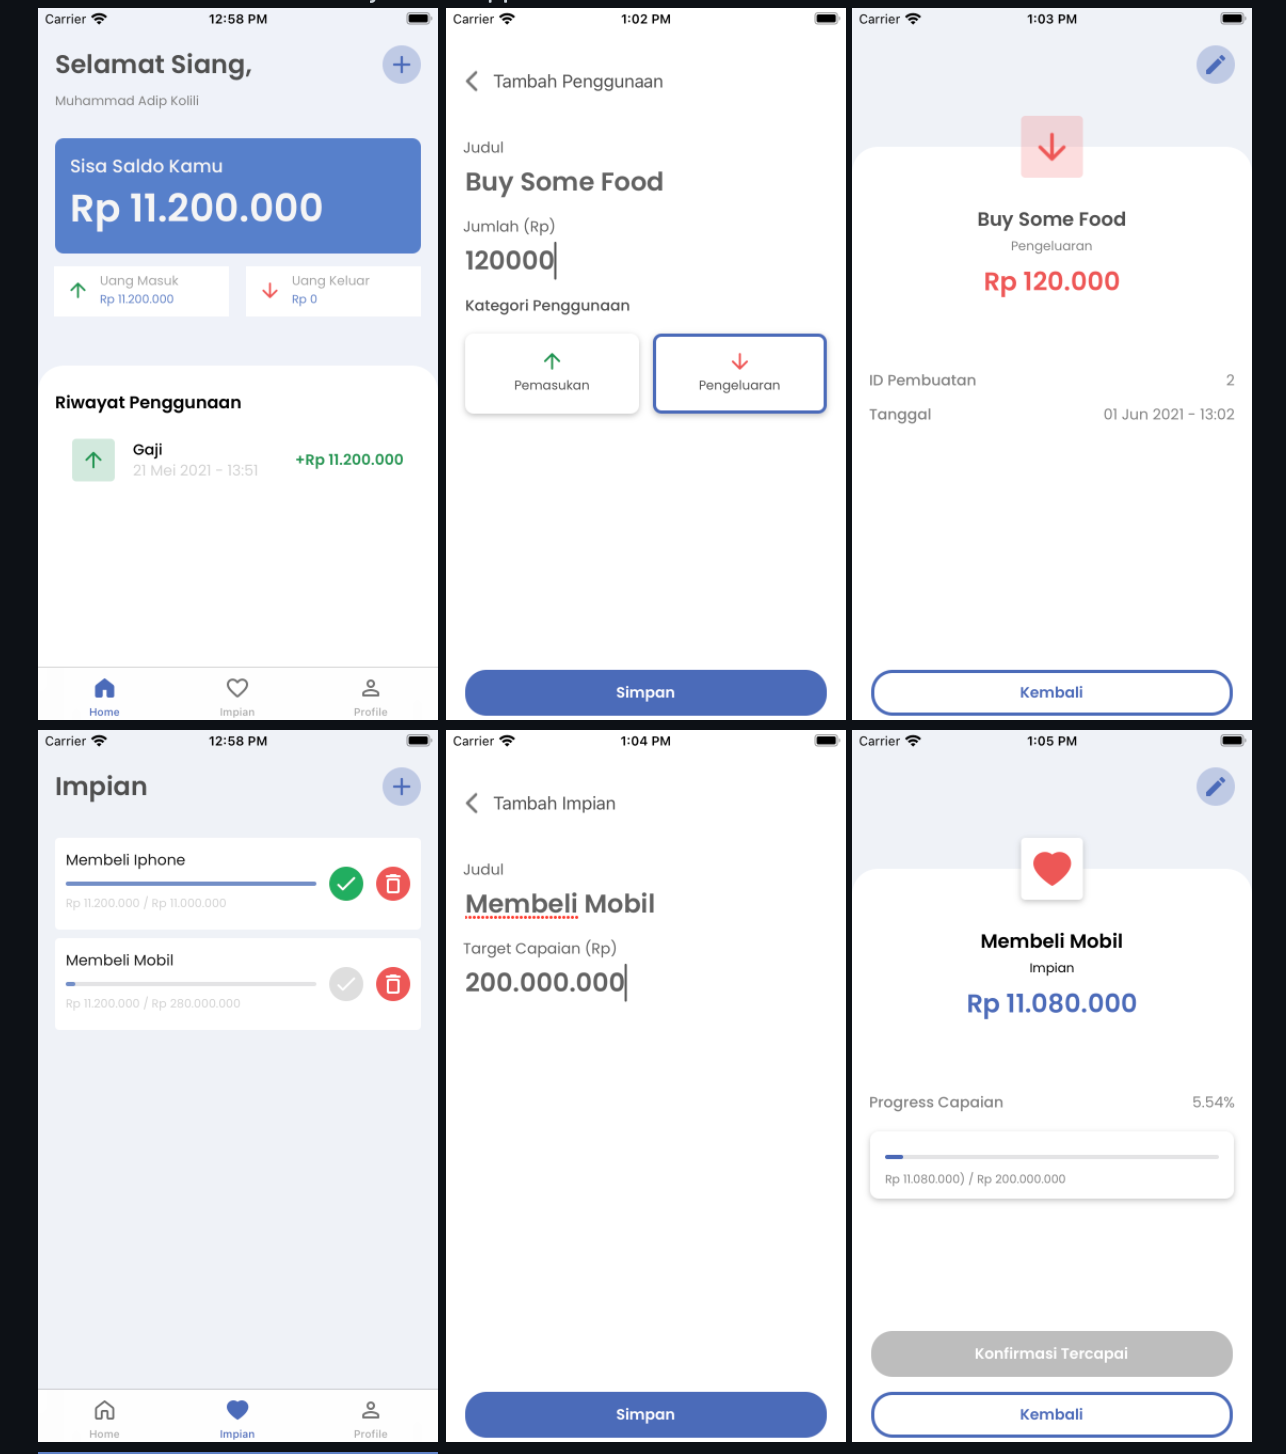 Carrier 12:58 PM
Selamat Siang,
Muhammad Adip Kolili
Sisa Saldo Kamu
Rp 11.200.000
Uang Masuk
Rp 11.200.000
Uang Keluar
Rp 0
Riwayat Penggunaan
Gaji
21 Mei 2021 - 13:51
+Rp 11.200.000
Home Impian Profile
Carrier 1:02 PM
Tambah Penggunaan
Judul
Buy Some Food
Jumlah (Rp)
120000
Kategori Penggunaan
Pemasukan Pengeluaran
Simpan
Carrier 1:03 PM
Buy Some Food
Pengeluaran
Rp 120.000
ID Pembuatan 2
Tanggal 01 Jun 2021 - 13:02
Kembali
Carrier 12:58 PM
Impian
Membeli Iphone
Rp 11.200.000 / Rp 11.000.000
Membeli Mobil
Rp 11.200.000 / Rp 280.000.000
Home Impian Profile
Carrier 1:04 PM
Tambah Impian
Judul
Membeli Mobil
Target Capaian (Rp)
200.000.000
Simpan
Carrier 1:05 PM
Membeli Mobil
Impian
Rp 11.080.000
Progress Capaian 5.54%
Rp 11.080.000) / Rp 200.000.000
Konfirmasi Tercapai
Kembali